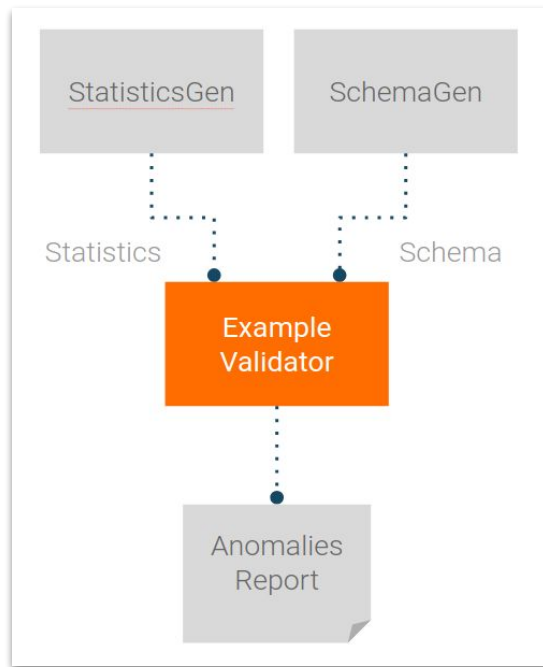 StatisticsGen
SchemaGen
Statistics
Schema
Example
Validator
Anomalies
Report